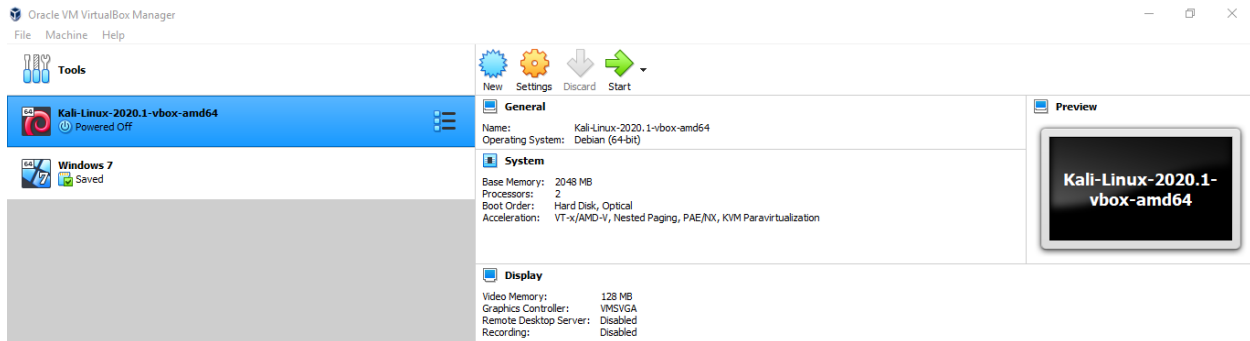 Oracle VM VirtualBox Manager
File Machine Help
Tools
64
Kali-Linux-2020.1-vbox-amd64
Powered Off
64
7
Windows 7
Saved
New Settings Discard Start
General
Name: Kali-Linux-2020.1-vbox-amd64
Operating System: Debian (64-bit)
System
Base Memory: 2048 MB
Processors: 2
Boot Order: Hard Disk, Optical
Acceleration: VT-x/AMD-V, Nested Paging, PAE/NX, KVM Paravirtualization
Display
Video Memory: 128 MB
Graphics Controller: VMSVGA
Remote Desktop Server: Disabled
Recording: Disabled
Preview
Kali-Linux-2020.1-
vbox-amd64